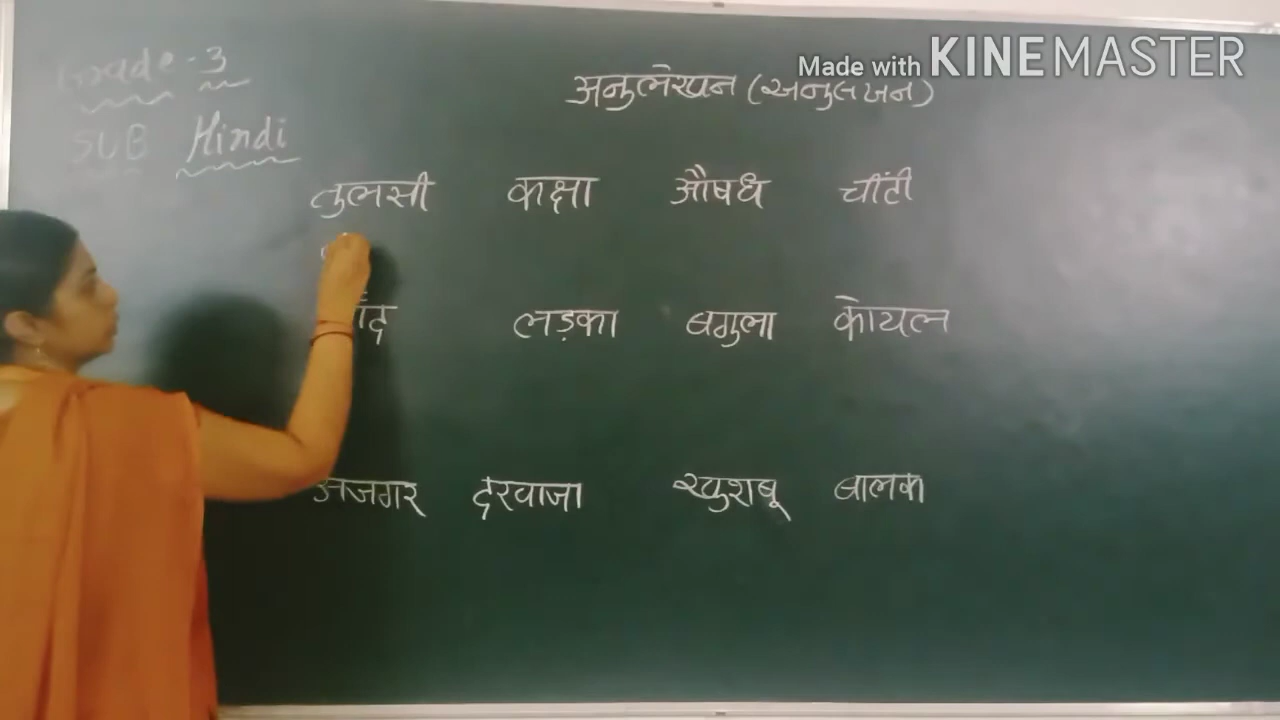 Made with KINEMASTER
Grade - 3
अनुलेखन (अनुलखन)
SUB Hindi
तुलसी कक्षा औषध चींटी
लड़का बगुला कोयल
अजगर दरवाजा खुशबू बालक